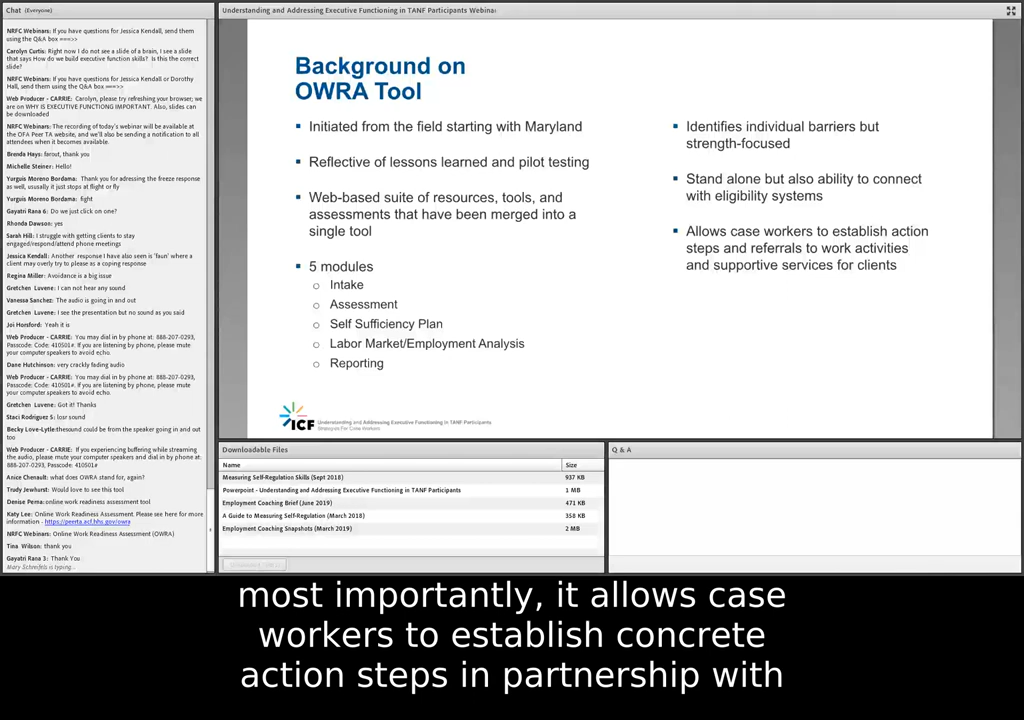 Chat (Everyone)
NRFC Webinars: If you have questions for Jessica Kendall, send them
using the Q&A box ===>>
Carolyn Curtis: Right now I do not see a slide of a brain, I see a slide
that says How do we build executive function skills? Is this the correct
slide?
NRFC Webinars: If you have questions for Jessica Kendall or Dorothy
Hall, send them using the Q&A box ===>>
Web Producer - CARRIE: Carolyn, please try refreshing your browser; we
are on WHY IS EXECUTIVE FUNCTIONG IMPORTANT. Also, slides can
be downloaded
NRFC Webinars: The recording of today's webinar will be available at
the OFA Peer TA website, and we'll also be sending a notification to all
attendees when it becomes available.
Brenda Hays: farout, thank you
Michelle Steiner: Hello!
Yurguis Moreno Bordama: Thank you for adressing the freeze response
as well, ususally it just stops at flight or fly
Yurguis Moreno Bordama: fight
Gayatri Rana 6: Do we just click on one?
Rhonda Dawson: yes
Sarah Hill: I struggle with getting clients to stay
engaged/respond/attend phone meetings
Jessica Kendall: Another response I have also seen is 'faun' where a
client may overly try to please as a coping response
Regina Miller: Avoidance is a big issue
Gretchen Luvene: I can not hear any sound
Vanessa Sanchez: The audio is going in and out
Gretchen Luvene: I see the presentation but no sound as you said
Joi Horsford: Yeah it is
Web Producer - CARRIE: You may dial in by phone at: 888-207-0293,
Passcode: Code: 410501#. If you are listening by phone, please mute
your computer speakers to avoid echo.
Dane Hutchinson: very crackly fading audio
Web Producer - CARRIE: You may dial in by phone at: 888-207-0293,
Passcode: Code: 410501#. If you are listening by phone, please mute
your computer speakers to avoid echo.
Gretchen Luvene: Got it! Thanks
Staci Rodriguez S: losr sound
Becky Love-Lytle:thesound could be from the speaker going in and out
too
Web Producer - CARRIE: If you experiencing buffering while streaming
the audio, please mute your computer speakers and dial in by phone at:
888-207-0293, Passcode: 410501#
Anice Chenault: what does OWRA stand for, again?
Trudy Jewhurst: Would love to see this tool
Denise Perna: online work readiness assessment tool
Katy Lee: Online Work Readiness Assessment. Please see here for more
information - https://peerta.acf.hhs.gov/owra
NRFC Webinars: Online Work Readiness Assessment (OWRA)
Tina Wilson: thank you
Gayatri Rana 3: Thank You
Mary Schreifels is typing...
Understanding and Addressing Executive Functioning in TANF Participants Webinar
Background on
OWRA Tool
Initiated from the field starting with Maryland
Reflective of lessons learned and pilot testing
Web-based suite of resources, tools, and
assessments that have been merged into a
single tool
5 modules
Intake
Assessment
Self Sufficiency Plan
Labor Market/Employment Analysis
Reporting
Identifies individual barriers but
strength-focused
Stand alone but also ability to connect
with eligibility systems
Allows case workers to establish action
steps and referrals to work activities
and supportive services for clients
ICF
Understanding and Addressing Executive Functioning in TANF Participants
Strategies For Case Workers
Downloadable Files
Name Size
Measuring Self-Regulation Skills (Sept 2018) 937 KB
Powerpoint - Understanding and Addressing Executive Functioning in TANF Participants 1 MB
Employment Coaching Brief (June 2019) 471 KB
A Guide to Measuring Self-Regulation (March 2018) 358 KB
Employment Coaching Snapshots (March 2019) 2 MB
Q & A
most importantly, it allows case
workers to establish concrete
action steps in partnership with